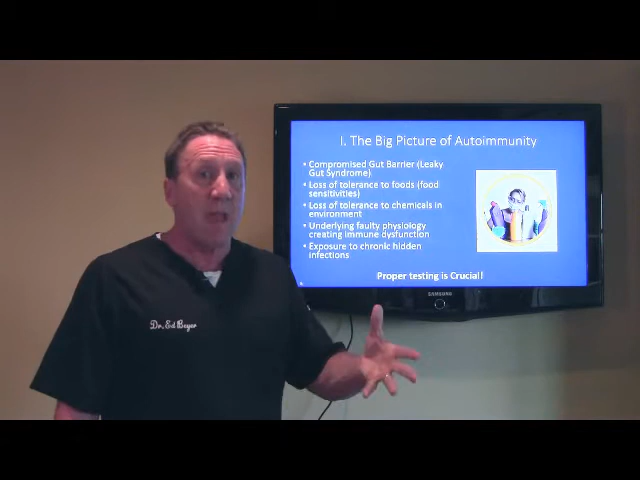 I. The Big Picture of Autoimmunity
• Compromised Gut Barrier (Leaky
Gut Syndrome)
• Loss of tolerance to foods (food
sensitivities)
• Loss of tolerance to chemicals in
environment
• Underlying faulty physiology
creating immune dysfunction
• Exposure to chronic hidden
infections
Proper testing is Crucial!
SAMSUNG
Dr. Ed Beyer